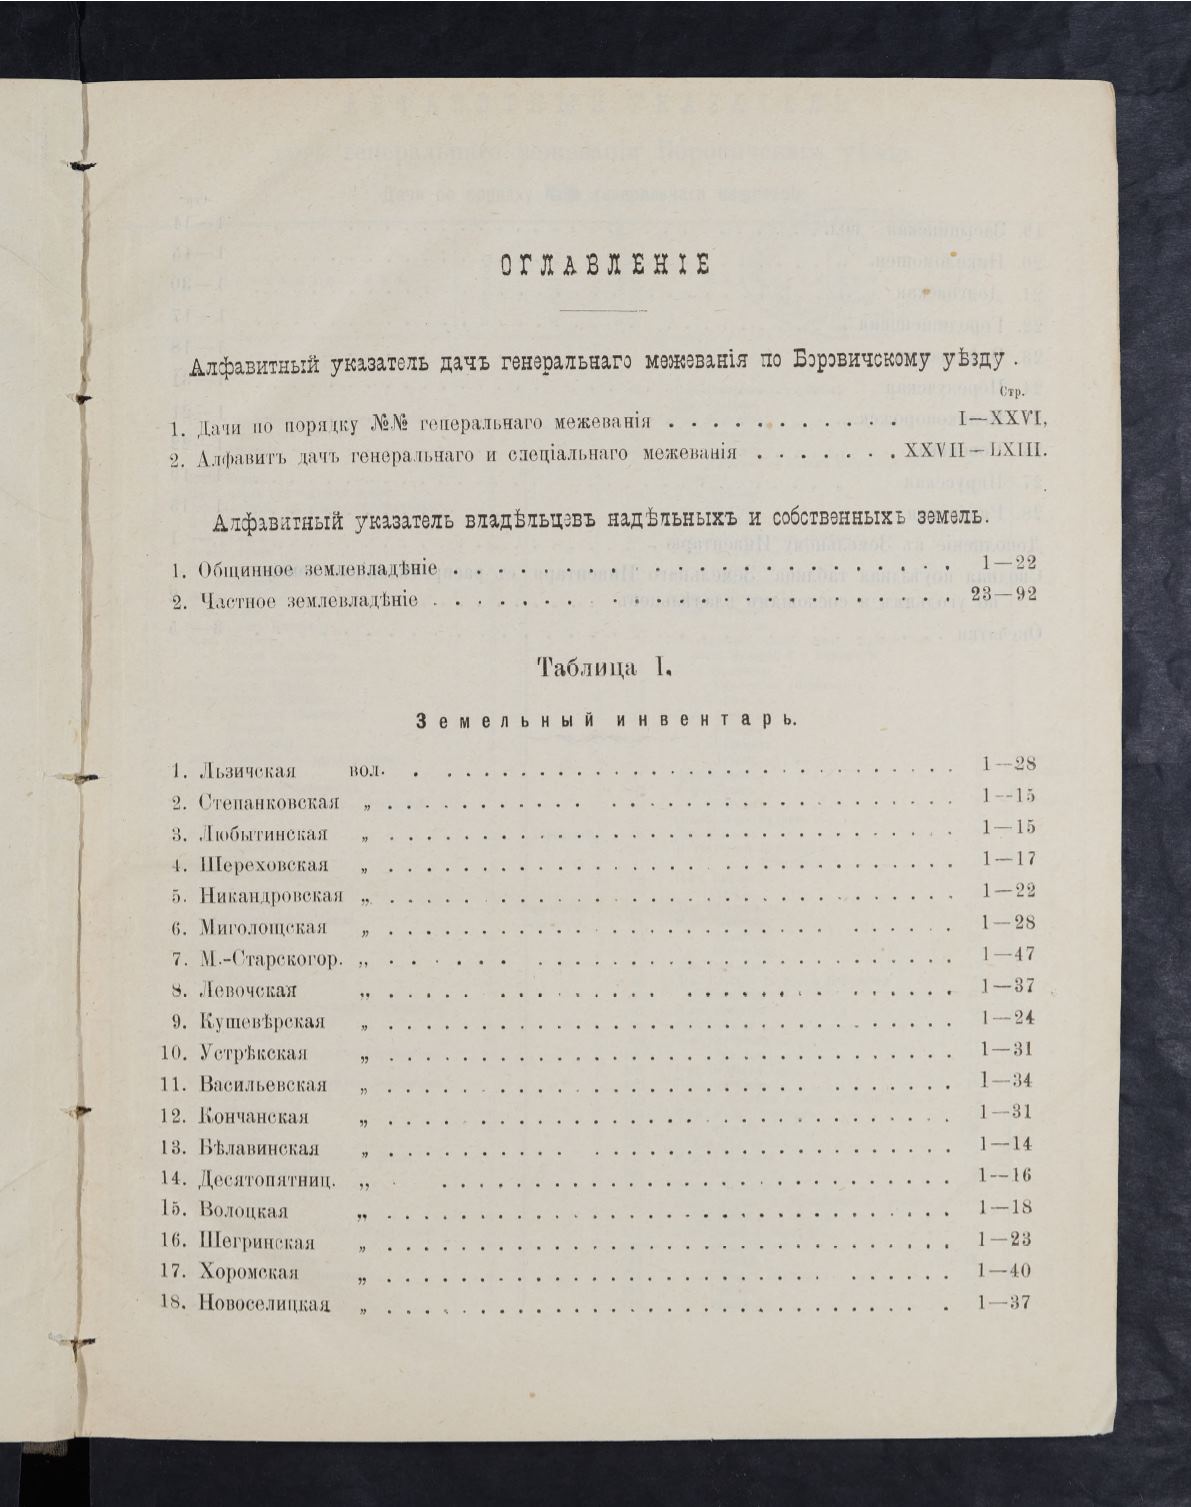 ОГЛАВЛЕНІЕ
Алфавитный указатель дачъ генеральнаго межеванія по Боровичскому уѣзду .
Стр.
1. Дачи по порядку №№ генеральнаго межеванія . . . . . . . . . . . I—XXVI,
2. Алфавитъ дачъ генеральнаго и спеціальнаго межеванія . . . . . . . XXVII—LXIII.
Алфавитный указатель владѣльцевъ надѣльныхъ и собственныхъ земель.
1. Общинное землевладѣніе . . . . . . . . . . . . . . . . . . . . 1—22
2. Частное землевладѣніе . . . . . . . . . . . . . . . . . . . . 23—92
Таблица I.
Земельный инвентарь.
1. Льзичская вол. . . . . . . . . . . . . . . . . . . . . 1—28
2. Степанковская „ . . . . . . . . . . . . . . . . . . . . 1—15
3. Любытинская „ . . . . . . . . . . . . . . . . . . . . 1—15
4. Шереховская „ . . . . . . . . . . . . . . . . . . . . 1—17
5. Никандровская „ . . . . . . . . . . . . . . . . . . . . 1—22
6. Миголощская „ . . . . . . . . . . . . . . . . . . . . 1—28
7. М.-Старскогор. „ . . . . . . . . . . . . . . . . . . . . 1—47
8. Левочская „ . . . . . . . . . . . . . . . . . . . . 1—37
9. Кушевѣрская „ . . . . . . . . . . . . . . . . . . . . 1—24
10. Устрѣкская „ . . . . . . . . . . . . . . . . . . . . 1—31
11. Васильевская „ . . . . . . . . . . . . . . . . . . . . 1—34
12. Кончанская „ . . . . . . . . . . . . . . . . . . . . 1—31
13. Бѣлавинская „ . . . . . . . . . . . . . . . . . . . . 1—14
14. Десятопятниц. „ . . . . . . . . . . . . . . . . . . . . 1—16
15. Волоцкая „ . . . . . . . . . . . . . . . . . . . . 1—18
16. Шегринская „ . . . . . . . . . . . . . . . . . . . . 1—23
17. Хоромская „ . . . . . . . . . . . . . . . . . . . . 1—40
18. Новоселицкая „ . . . . . . . . . . . . . . . . . . . . 1—37